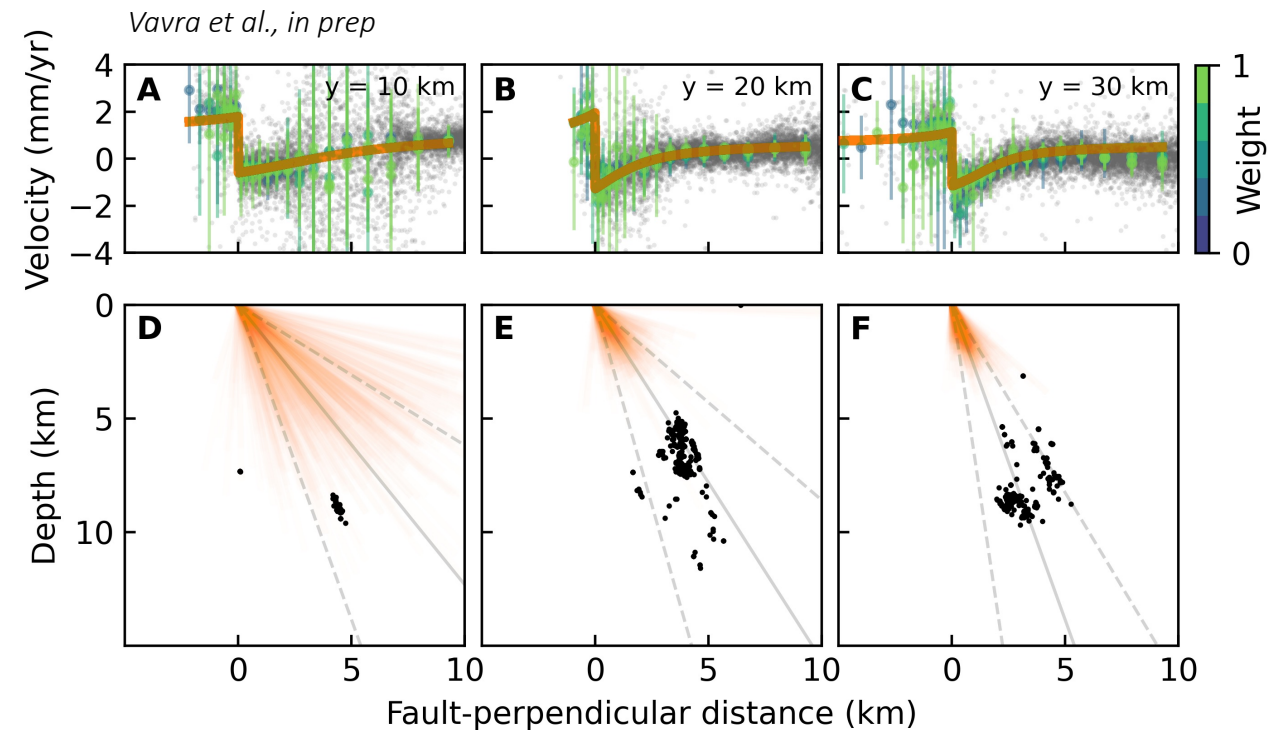 Vavra et al., in prep
Velocity (mm/yr)
4
2
0
−2
−4
A
y = 10 km
B
y = 20 km
C
y = 30 km
1
0
Weight
Depth (km)
0
5
10
D
E
F
0
5
10
0
5
10
0
5
10
Fault-perpendicular distance (km)